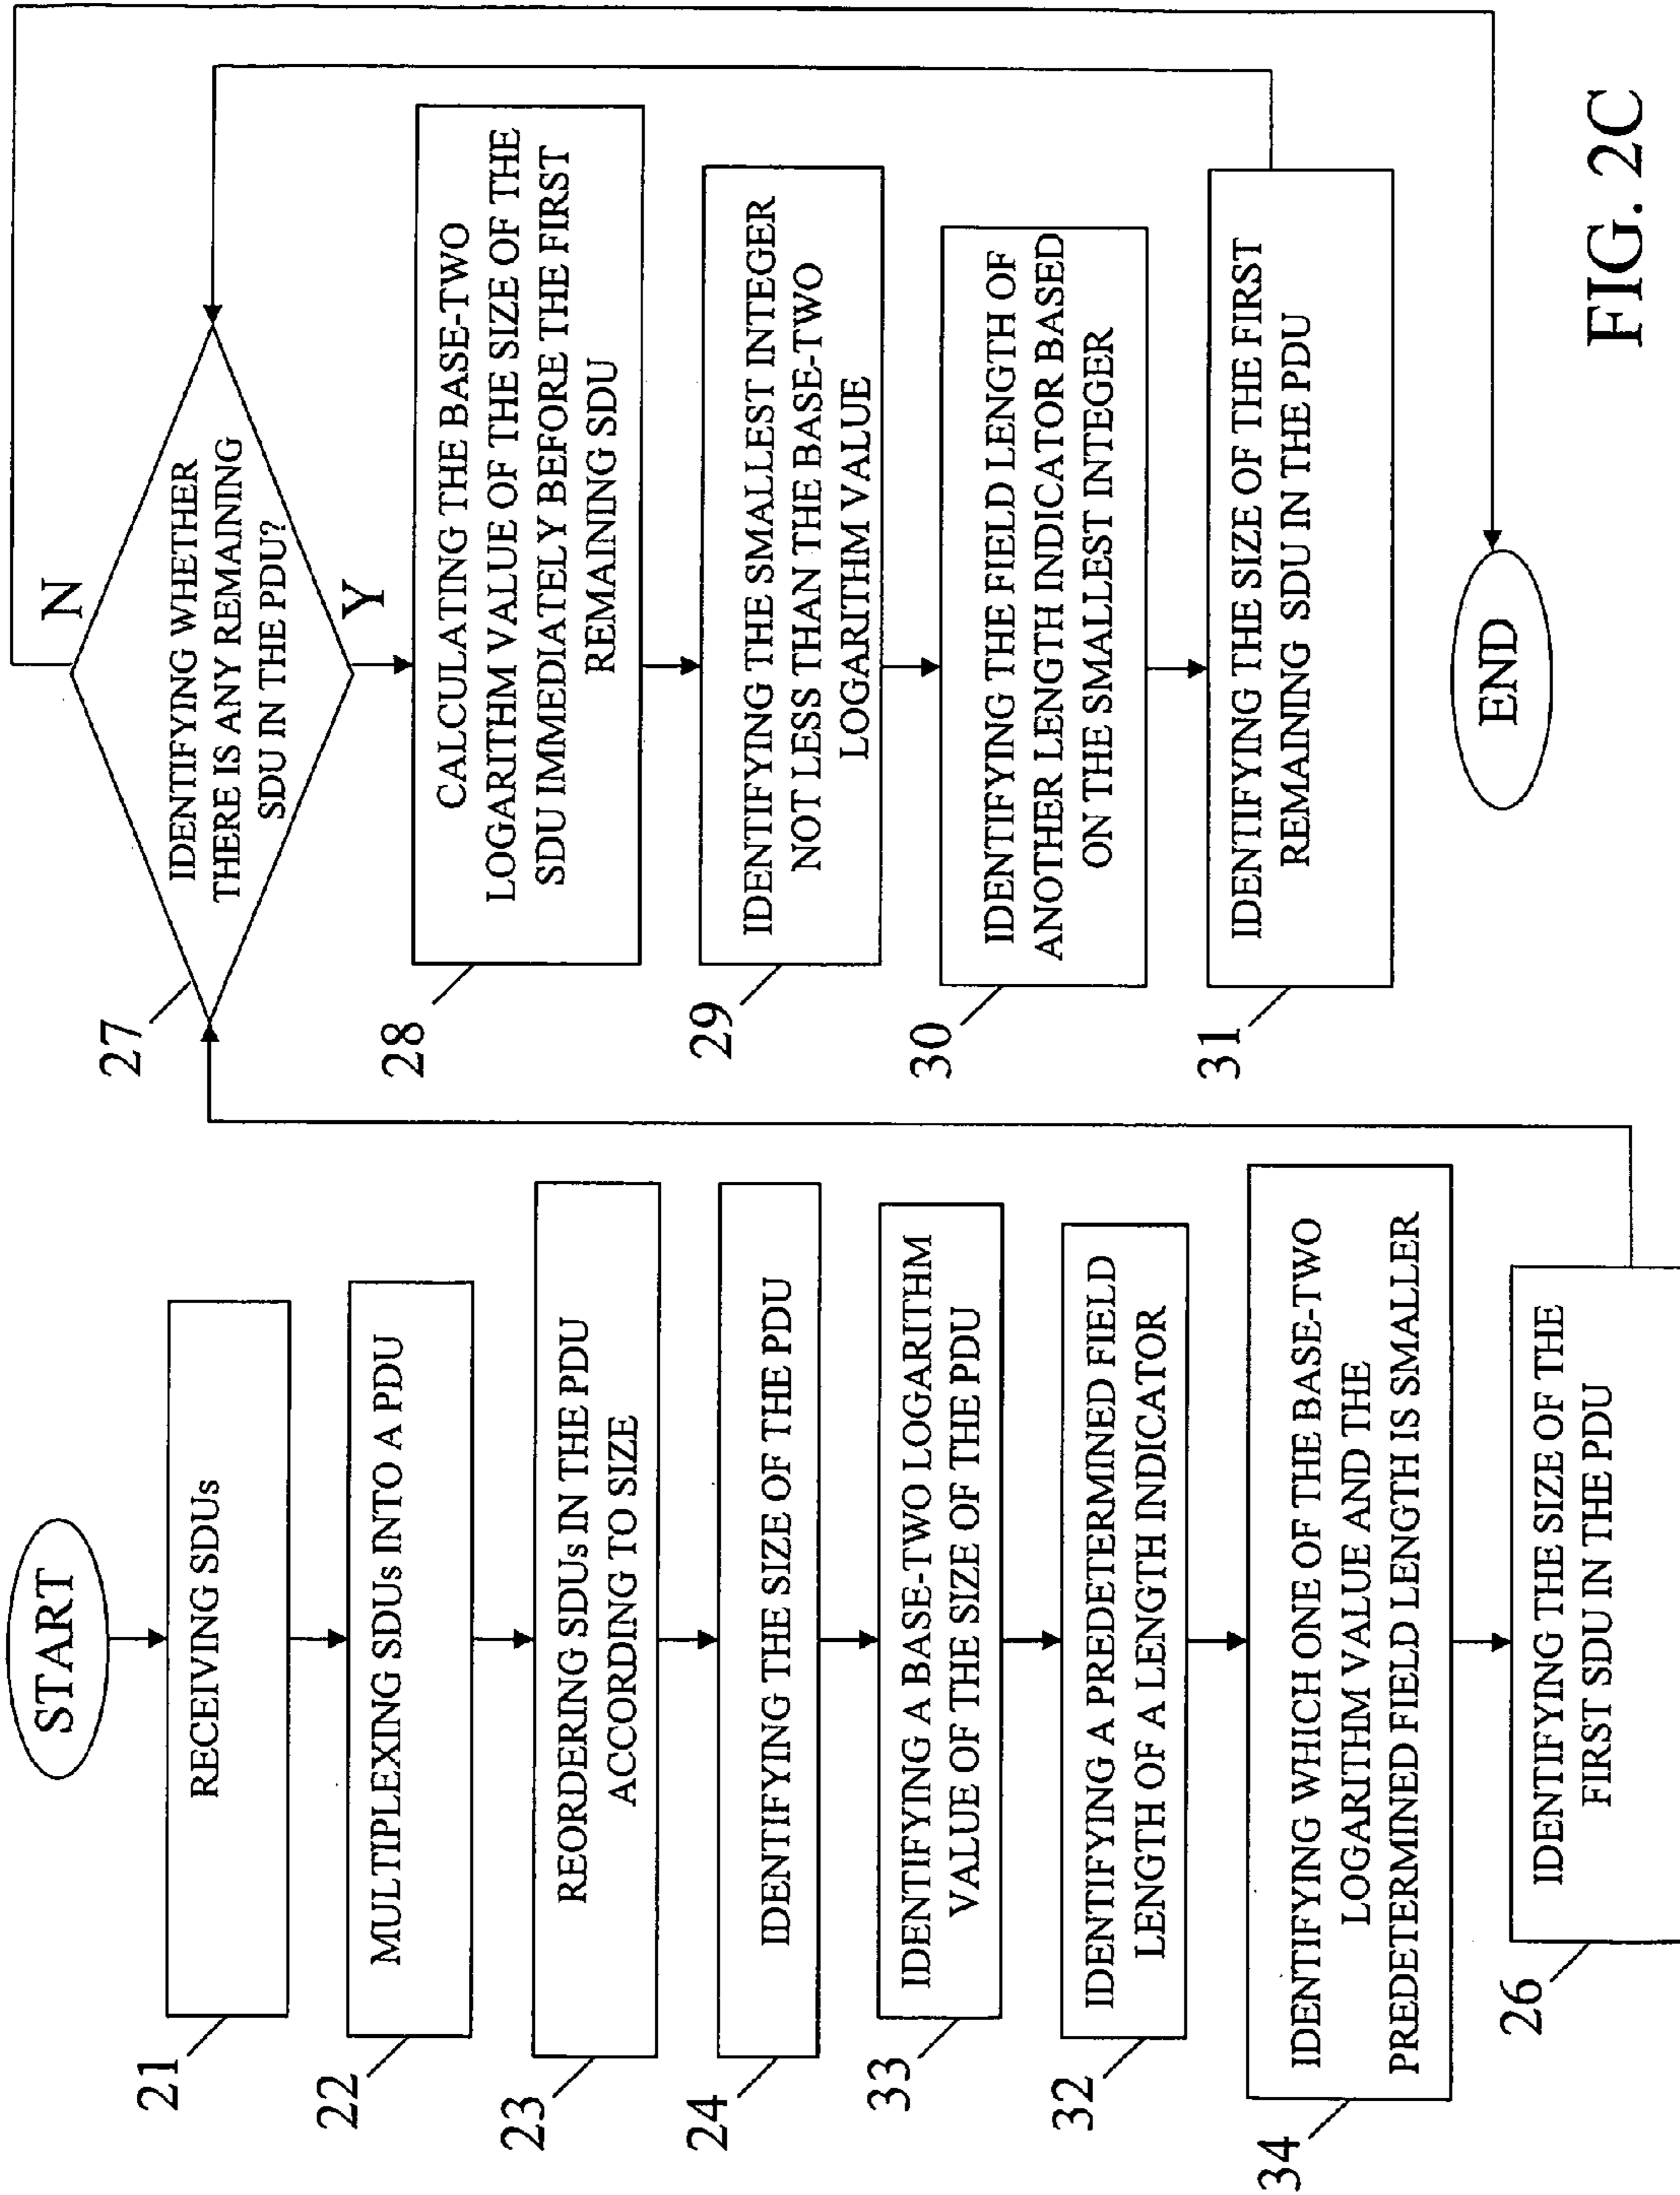 START
21
RECEIVING SDUs
22
MULTIPLEXING SDUs INTO A PDU
23
REORDERING SDUs IN THE PDU
ACCORDING TO SIZE
24
IDENTIFYING THE SIZE OF THE PDU
33
IDENTIFYING A BASE-TWO LOGARITHM
VALUE OF THE SIZE OF THE PDU
32
IDENTIFYING A PREDETERMINED FIELD
LENGTH OF A LENGTH INDICATOR
34
IDENTIFYING WHICH ONE OF THE BASE-TWO
LOGARITHM VALUE AND THE
PREDETERMINED FIELD LENGTH IS SMALLER
26
IDENTIFYING THE SIZE OF THE
FIRST SDU IN THE PDU
27
IDENTIFYING WHETHER
THERE IS ANY REMAINING
SDU IN THE PDU?
N
Y
28
CALCULATING THE BASE-TWO
LOGARITHM VALUE OF THE SIZE OF THE
SDU IMMEDIATELY BEFORE THE FIRST
REMAINING SDU
29
IDENTIFYING THE SMALLEST INTEGER
NOT LESS THAN THE BASE-TWO
LOGARITHM VALUE
30
IDENTIFYING THE FIELD LENGTH OF
ANOTHER LENGTH INDICATOR BASED
ON THE SMALLEST INTEGER
31
IDENTIFYING THE SIZE OF THE FIRST
REMAINING SDU IN THE PDU
END
FIG. 2C